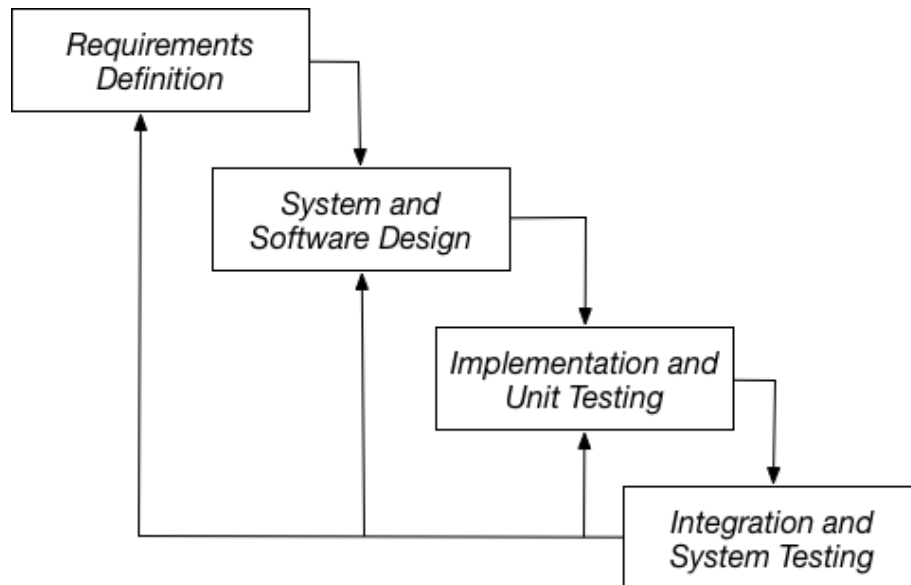 Requirements
Definition
System and
Software Design
Implementation and
Unit Testing
Integration and
System Testing